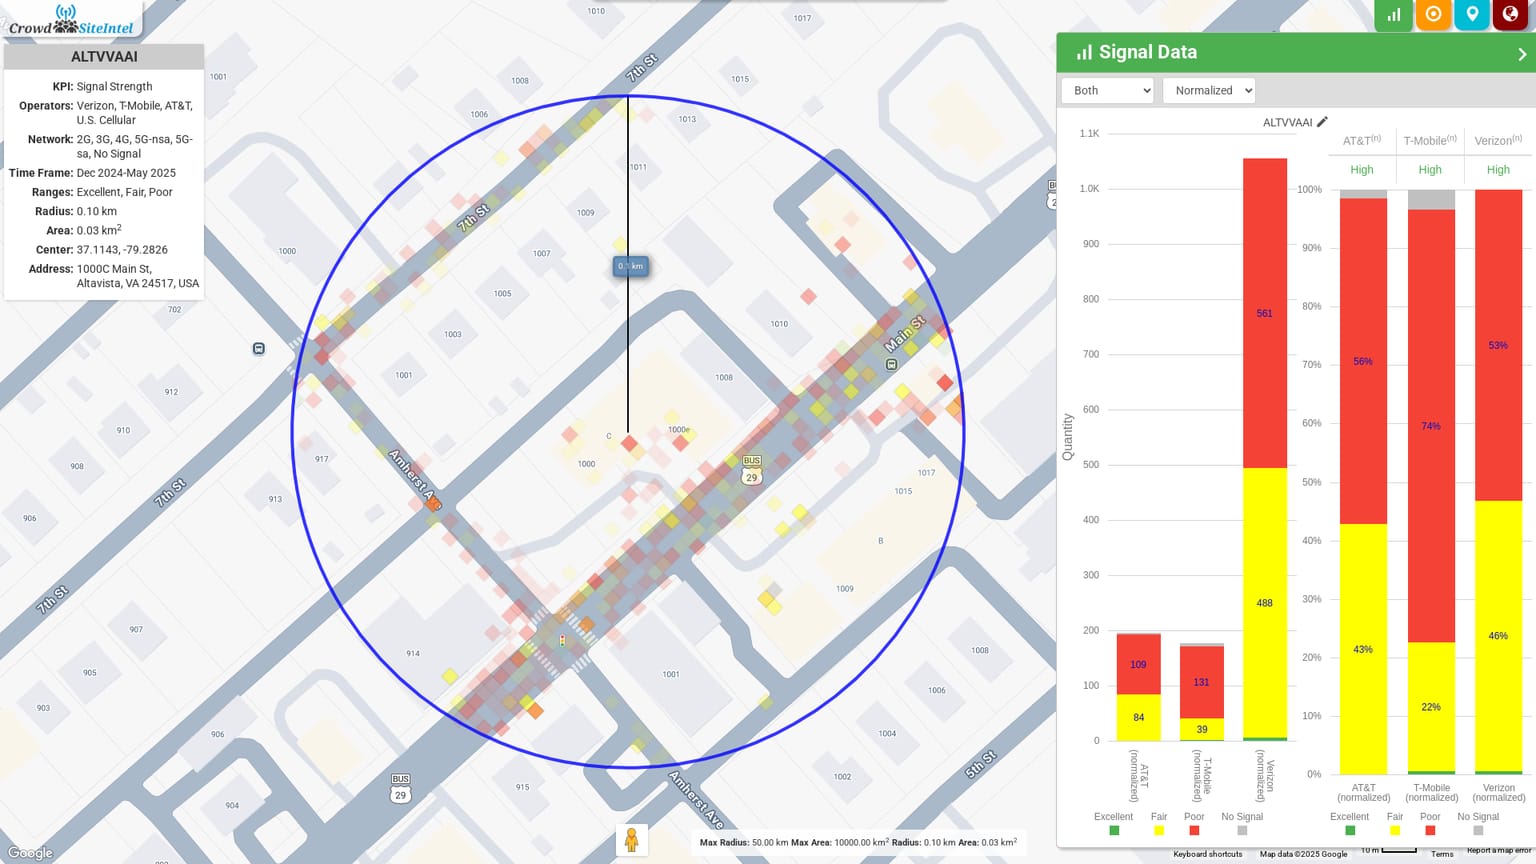 Crowd SiteIntel
ALTVVAAI
KPI: Signal Strength
Operators: Verizon, T-Mobile, AT&T,
U.S. Cellular
Network: 2G, 3G, 4G, 5G-nsa, 5G-
sa, No Signal
Time Frame: Dec 2024-May 2025
Ranges: Excellent, Fair, Poor
Radius: 0.10 km
Area: 0.03 km2
Center: 37.1143, -79.2826
Address: 1000C Main St,
Altavista, VA 24517, USA
1010
1017
7th St
1001
1008
1015
1006
1013
1011
1009
7th St
1000
1007
1005
0.1 km
702
1003
1010
Main St
1001
1008
912
910
917
C
1000e
1000
BUS
29
908
Amherst Ave
913
7th St
1017
1015
906
B
7th St
1009
907
914
905
1001
1008
1006
903
906
1004
5th St
BUS
29
915
1002
904
Amherst Ave
902
Google
Max Radius: 50.00 km Max Area: 10000.00 km2 Radius: 0.10 km Area: 0.03 km2
Keyboard shortcuts
Map data ©2025 Google
10 m
Terms
Report a map error
Signal Data
Both
Normalized
ALTVVAAI
1.1K
1.0K
900
800
700
600
500
400
300
200
100
0
Quantity
109
84
131
39
561
488
AT&T
(normalized)
T-Mobile
(normalized)
Verizon
(normalized)
Excellent
Fair
Poor
No Signal
AT&T(n)
T-Mobile(n)
Verizon(n)
High
High
High
100%
90%
80%
70%
60%
50%
40%
30%
20%
10%
0%
56%
43%
74%
22%
53%
46%
AT&T
(normalized)
T-Mobile
(normalized)
Verizon
(normalized)
Excellent
Fair
Poor
No Signal